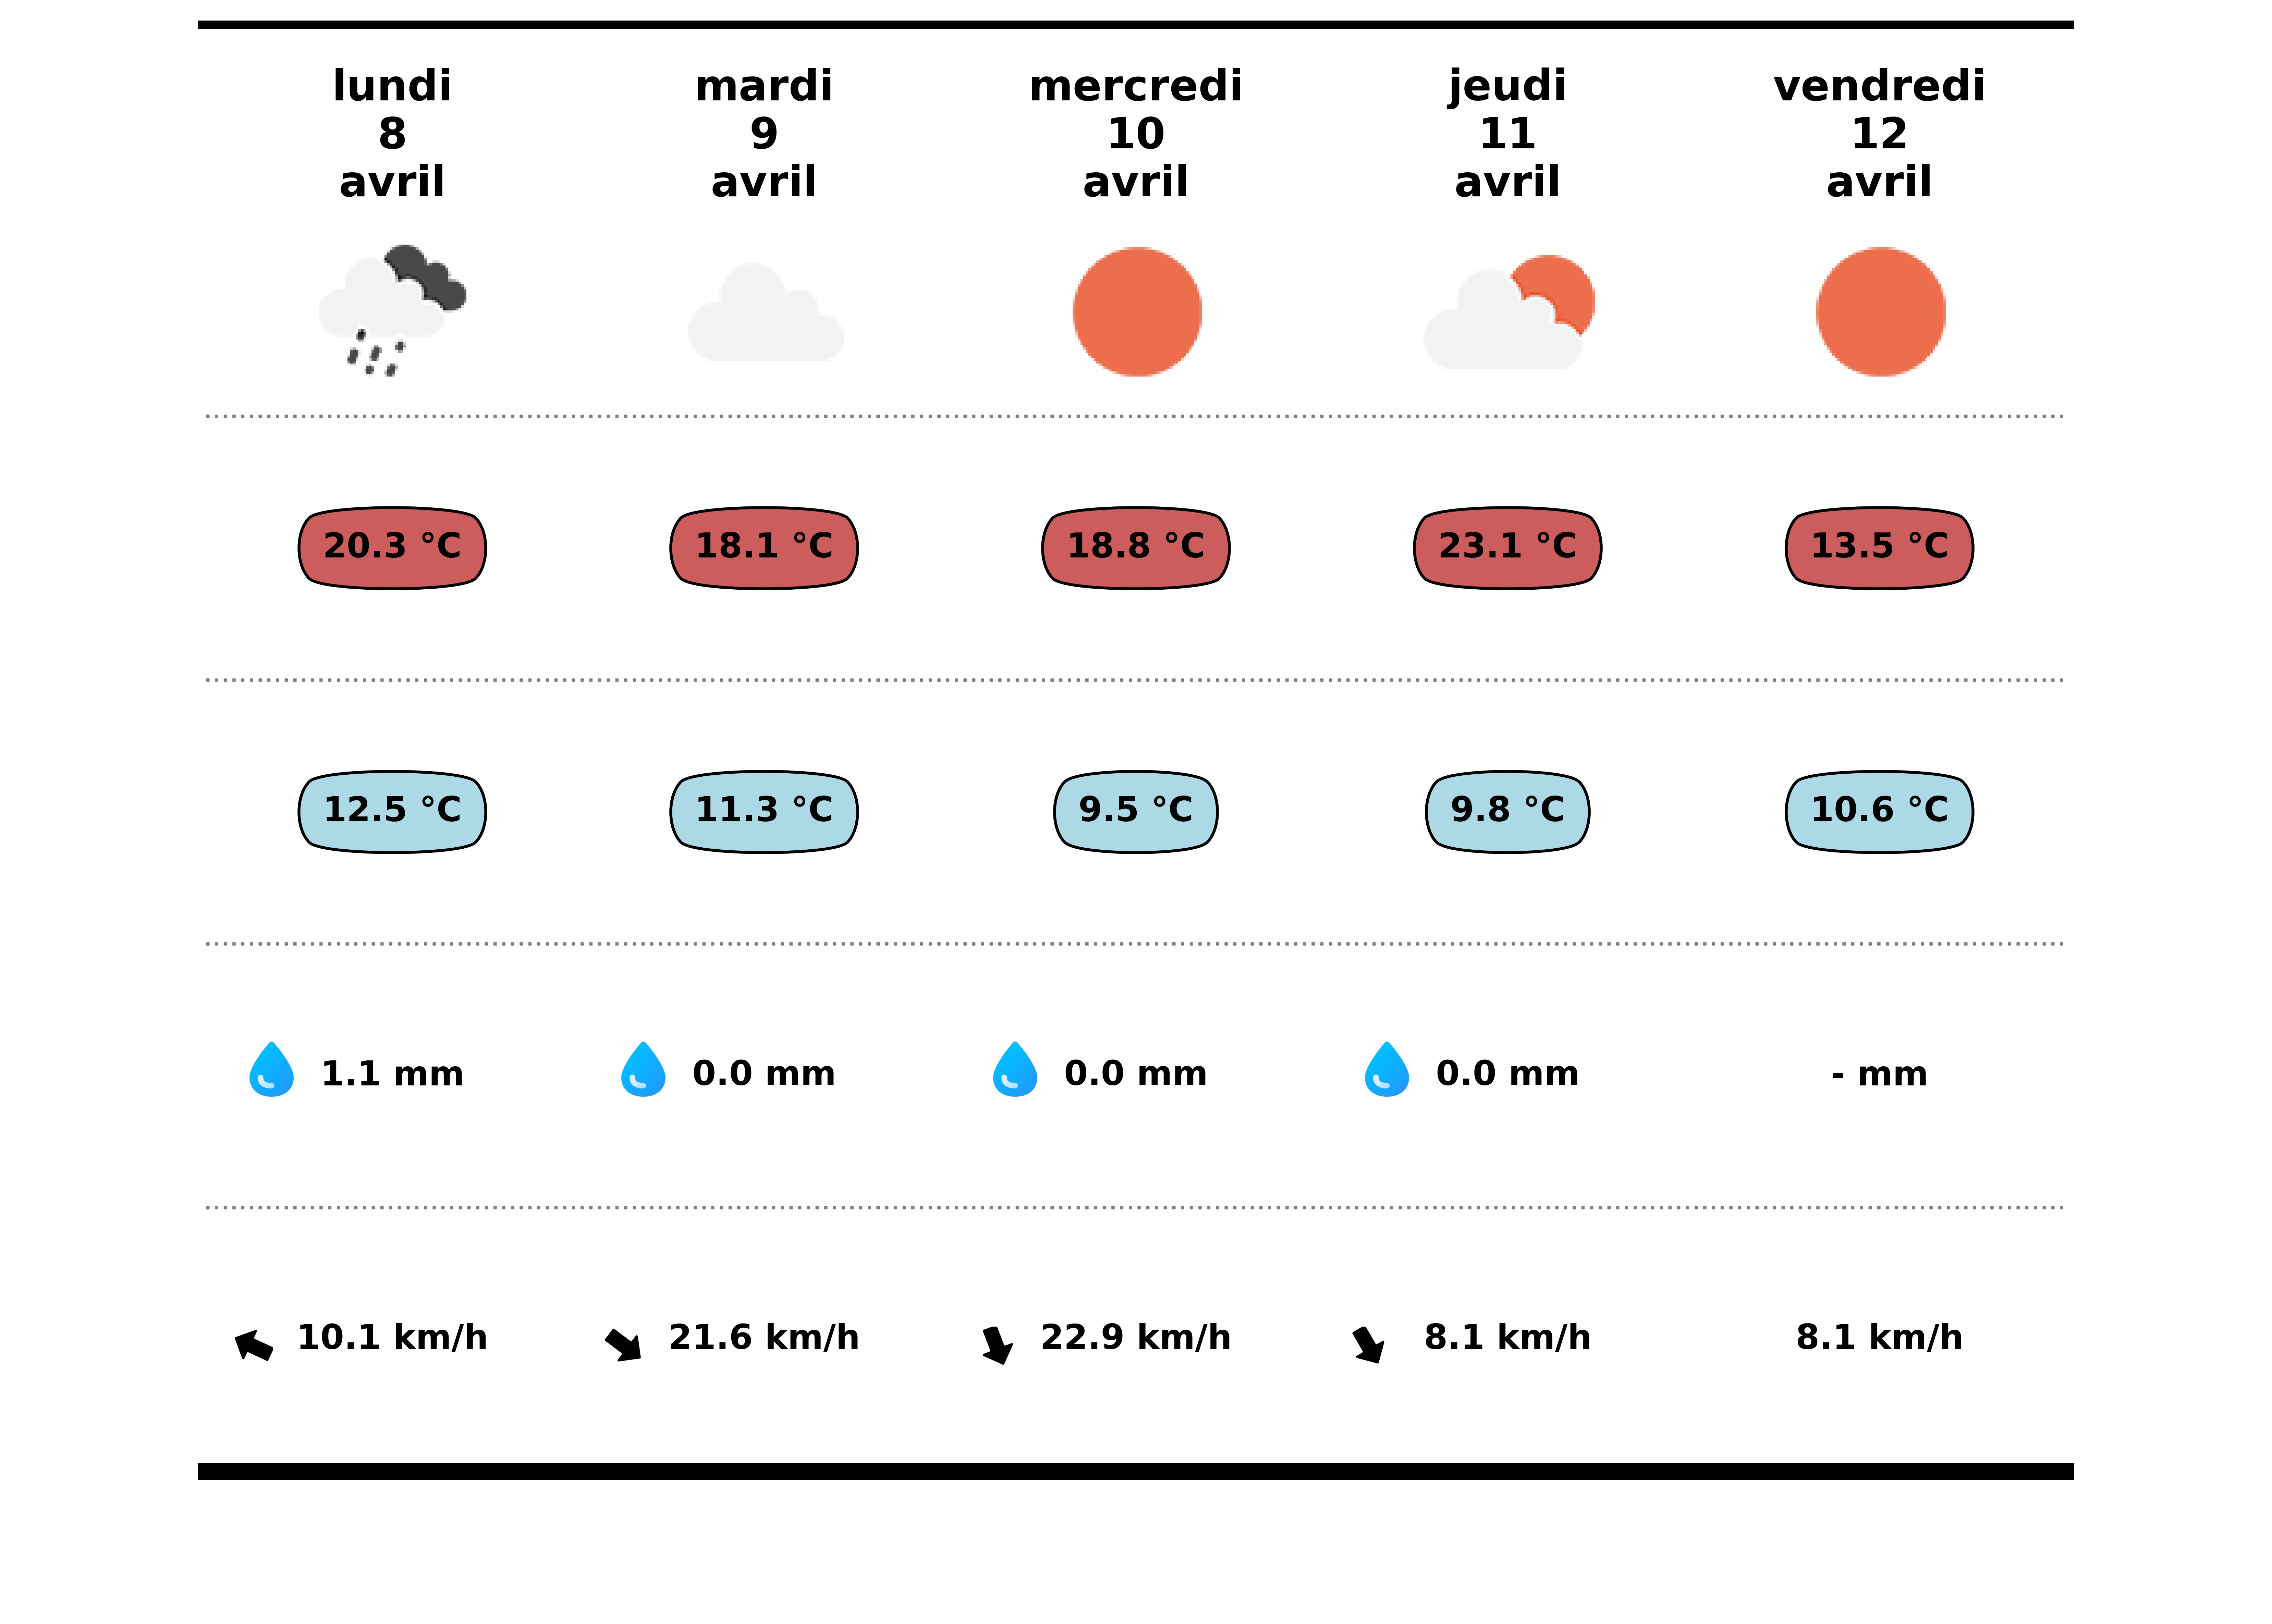 lundi mardi mercredi jeudi vendredi
8 9 10 11 12
avril avril avril avril avril
20.3 °C 18.1 °C 18.8 °C 23.1 °C 13.5 °C
12.5 °C 11.3 °C 9.5 °C 9.8 °C 10.6 °C
1.1 mm 0.0 mm 0.0 mm 0.0 mm - mm
10.1 km/h 21.6 km/h 22.9 km/h 8.1 km/h 8.1 km/h